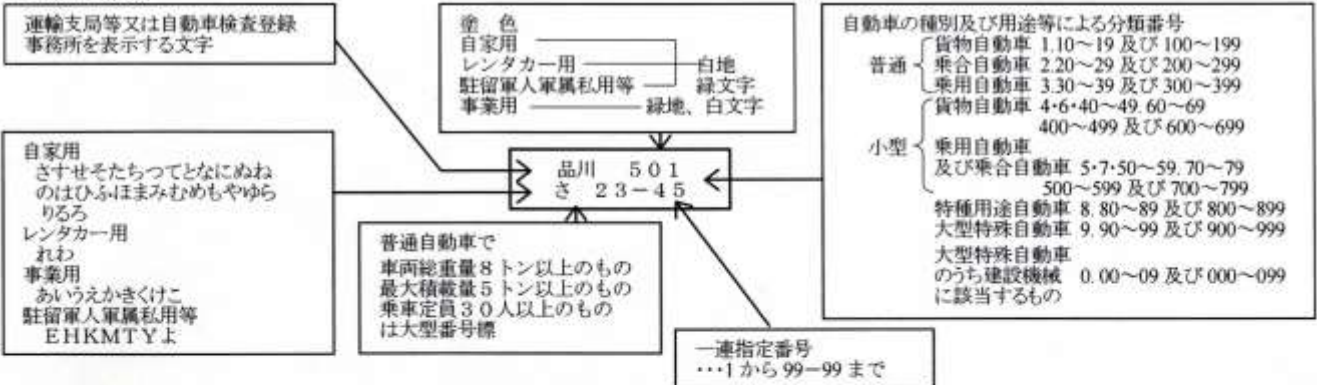 運輸支局等又は自動車検査登録
事務所を表示する文字
塗 色
自家用
レンタカー用 白地
駐留軍人軍属私用等 緑文字
事業用 緑地、白文字
自動車の種別及び用途等による分類番号
貨物自動車 1.10～19 及び 100～199
普通 乗合自動車 2.20～29 及び 200～299
乗用自動車 3.30～39 及び 300～399
貨物自動車 4・6・40～49.60～69
400～499 及び 600～699
小型 乗用自動車
及び乗合自動車 5・7・50～59.70～79
500～599 及び 700～799
特種用途自動車 8.80～89 及び 800～899
大型特殊自動車 9.90～99 及び 900～999
大型特殊自動車
のうち建設機械 0.00～09 及び 000～099
に該当するもの
自家用
さすせそたちつてとなにぬね
のはひふほまみむめもやゆら
りるろ
レンタカー用
れわ
事業用
あいうえかきくけこ
駐留軍人軍属私用等
EHKMTYよ
品川 501
さ 23－45
普通自動車で
車両総重量8トン以上のもの
最大積載量5トン以上のもの
乗車定員30人以上のもの
は大型番号標
一連指定番号
・・・1 から 99－99 まで